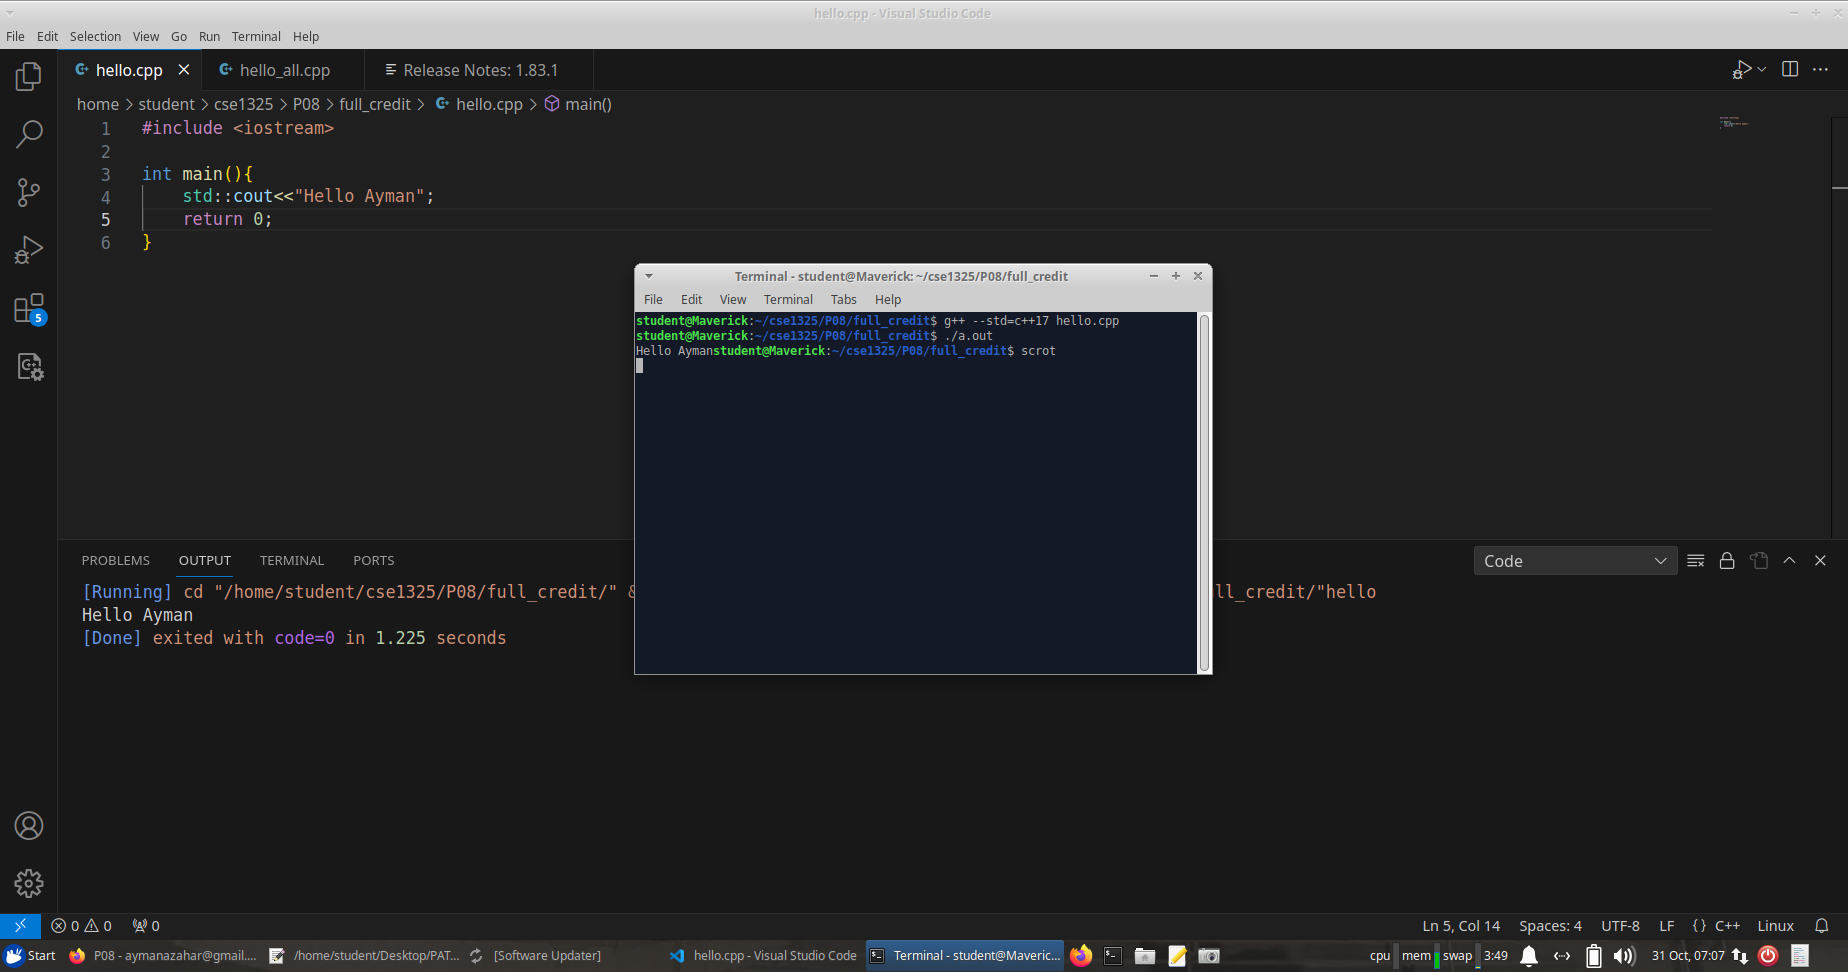 hello.cpp - Visual Studio Code
File Edit Selection View Go Run Terminal Help
hello.cpp hello_all.cpp Release Notes: 1.83.1
home > student > cse1325 > P08 > full_credit > hello.cpp > main()
1 #include <iostream>
2
3 int main(){
4 std::cout<<"Hello Ayman";
5 return 0;
6 }
Terminal - student@Maverick: ~/cse1325/P08/full_credit
File Edit View Terminal Tabs Help
student@Maverick:~/cse1325/P08/full_credit$ g++ --std=c++17 hello.cpp
student@Maverick:~/cse1325/P08/full_credit$ ./a.out
Hello Aymanstudent@Maverick:~/cse1325/P08/full_credit$ scrot
PROBLEMS OUTPUT TERMINAL PORTS Code
[Running] cd "/home/student/cse1325/P08/full_credit/" & ll_credit/"hello
Hello Ayman
[Done] exited with code=0 in 1.225 seconds
5
0 0 0 Ln 5, Col 14 Spaces: 4 UTF-8 LF {} C++ Linux
Start P08 - aymanazahar@gmail.... /home/student/Desktop/PAT... [Software Updater] hello.cpp - Visual Studio Code Terminal - student@Maveric... cpu mem swap 3:49 31 Oct, 07:07